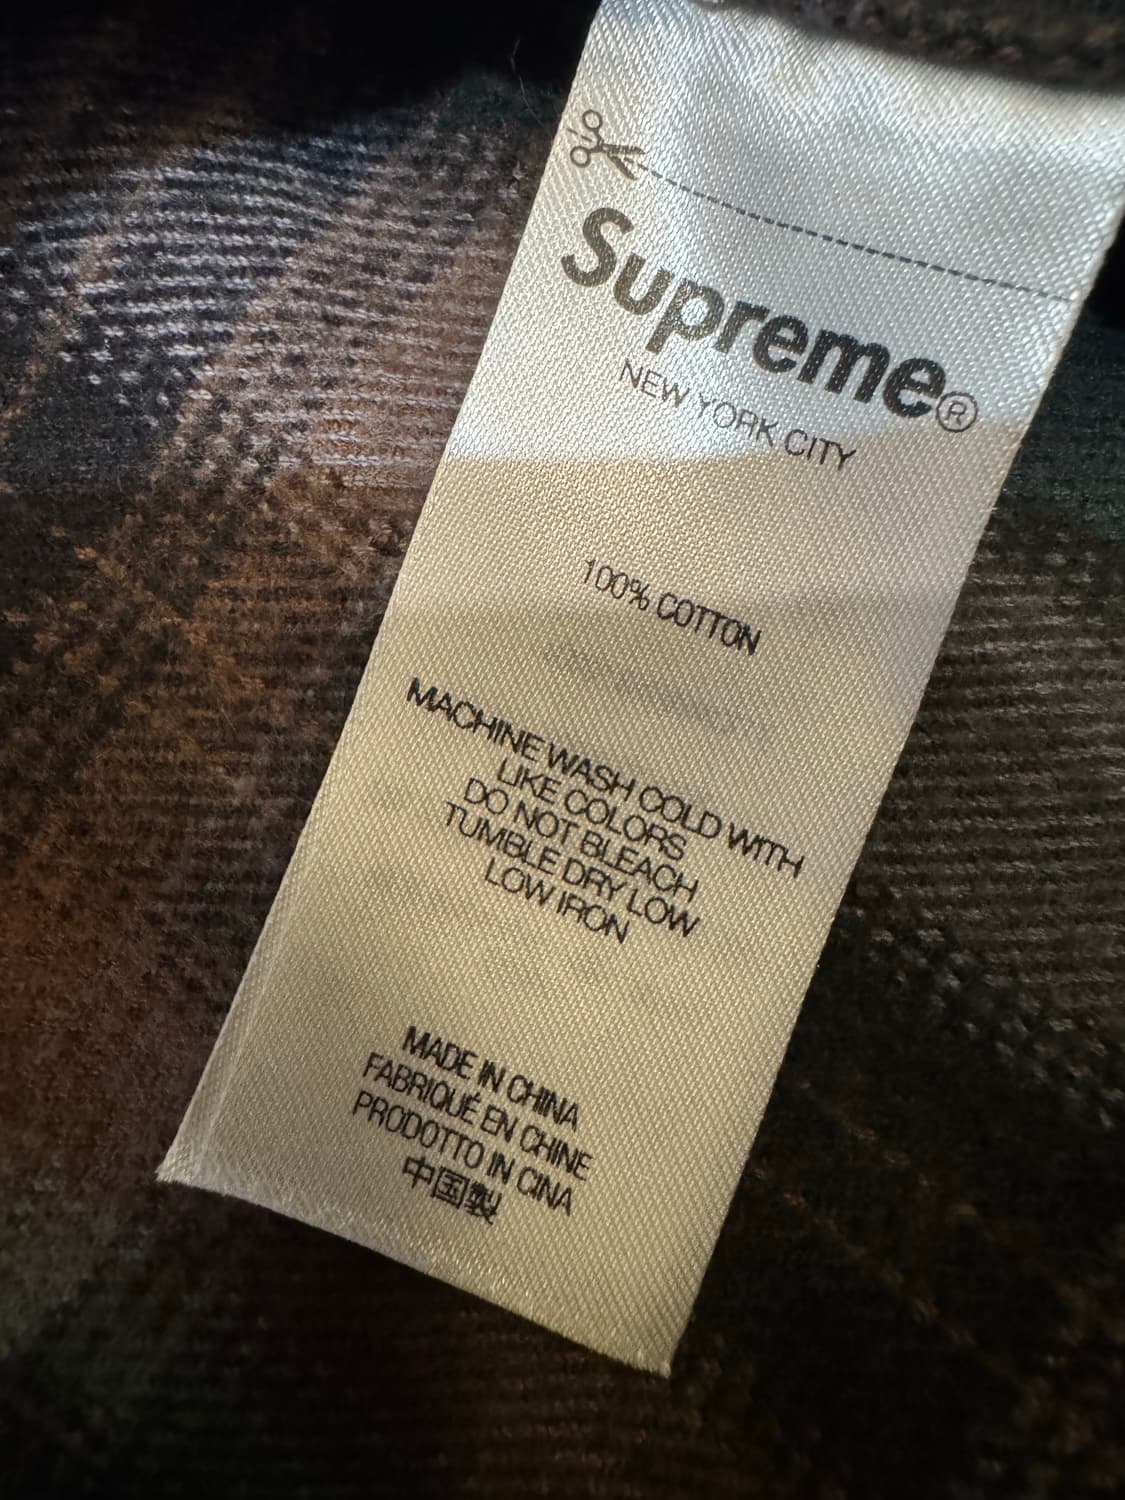 Supreme®
NEW YORK CITY
100% COTTON
MACHINE WASH COLD WITH
LIKE COLORS
DO NOT BLEACH
TUMBLE DRY LOW
LOW IRON
MADE IN CHINA
FABRIQUÉ EN CHINE
PRODOTTO IN CINA
中国製